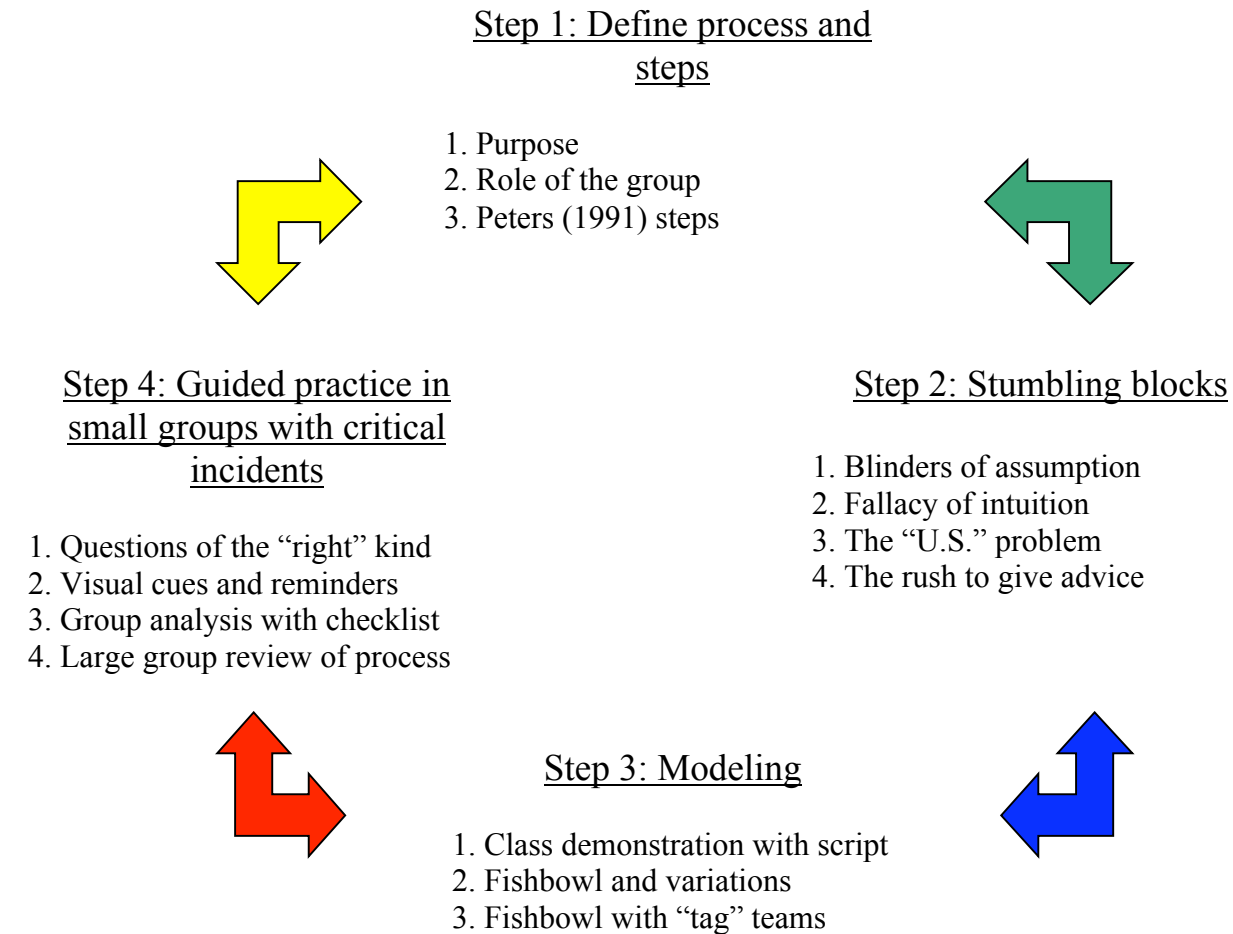 Step 1: Define process and
steps
1. Purpose
2. Role of the group
3. Peters (1991) steps
Step 2: Stumbling blocks
1. Blinders of assumption
2. Fallacy of intuition
3. The “U.S.” problem
4. The rush to give advice
Step 3: Modeling
1. Class demonstration with script
2. Fishbowl and variations
3. Fishbowl with “tag” teams
Step 4: Guided practice in
small groups with critical
incidents
1. Questions of the “right” kind
2. Visual cues and reminders
3. Group analysis with checklist
4. Large group review of process